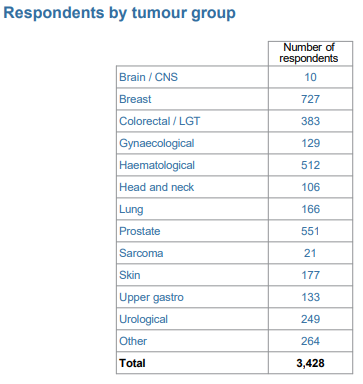 Respondents by tumour group
Number of
respondents
Brain / CNS 10
Breast 727
Colorectal / LGT 383
Gynaecological 129
Haematological 512
Head and neck 106
Lung 166
Prostate 551
Sarcoma 21
Skin 177
Upper gastro 133
Urological 249
Other 264
Total 3,428